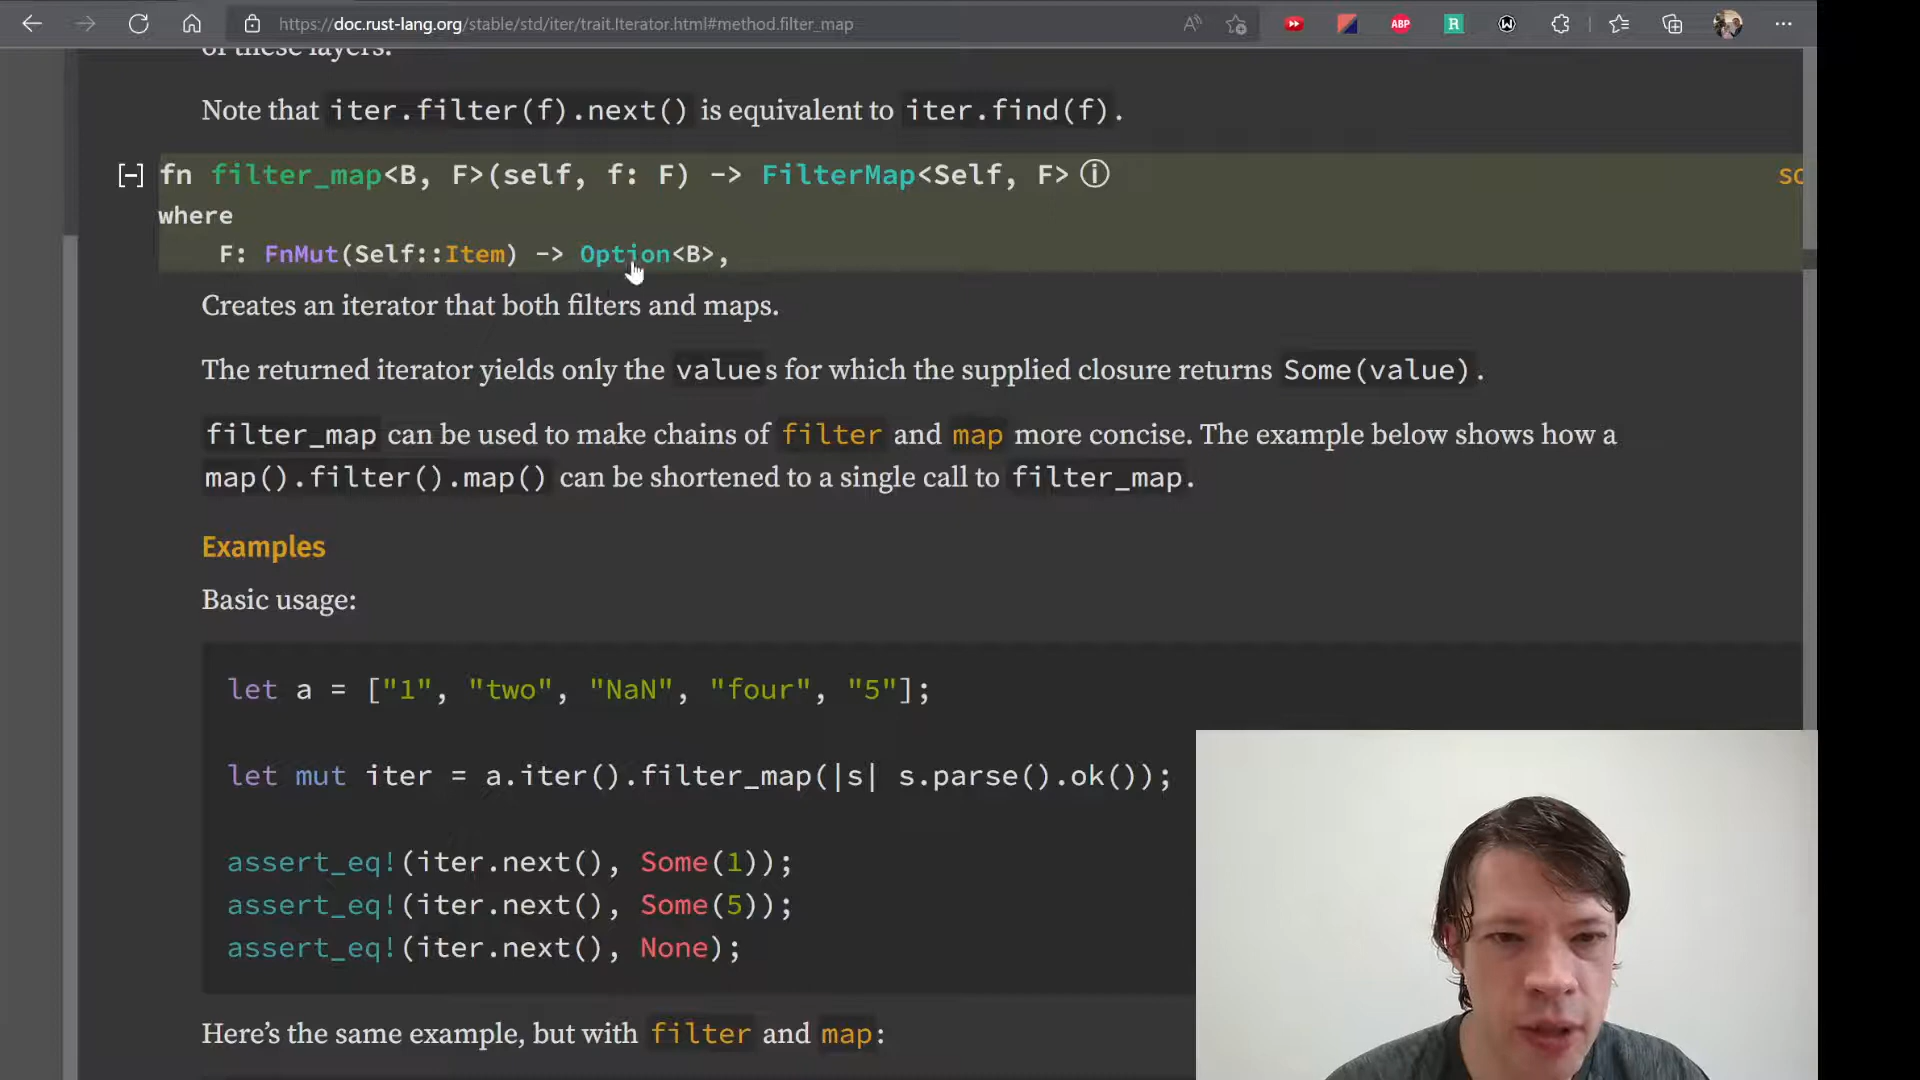 https://doc.rust-lang.org/stable/std/iter/trait.Iterator.html#method.filter_map
of these layers.
Note that iter.filter(f).next() is equivalent to iter.find(f).
[−] fn filter_map<B, F>(self, f: F) -> FilterMap<Self, F> ⓘ
where
F: FnMut(Self::Item) -> Option<B>,
Creates an iterator that both filters and maps.
The returned iterator yields only the values for which the supplied closure returns Some(value).
filter_map can be used to make chains of filter and map more concise. The example below shows how a
map().filter().map() can be shortened to a single call to filter_map.
Examples
Basic usage:
let a = ["1", "two", "NaN", "four", "5"];
let mut iter = a.iter().filter_map(|s| s.parse().ok());
assert_eq!(iter.next(), Some(1));
assert_eq!(iter.next(), Some(5));
assert_eq!(iter.next(), None);
Here’s the same example, but with filter and map: